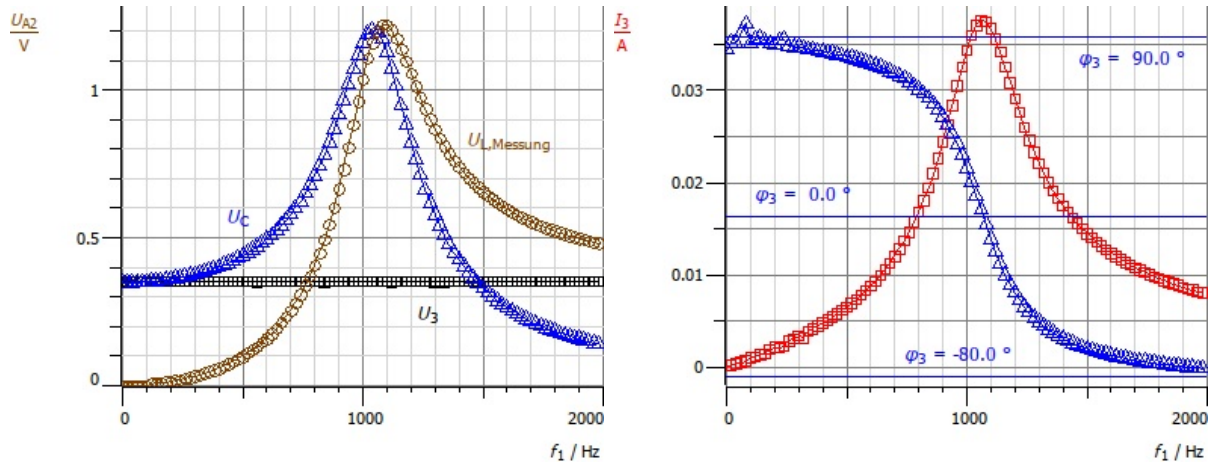 U_A2
V
1
0.5
0
U_L,Messung
U_C
U_3
0
1000
2000
f_1 / Hz
I_3
A
0.03
0.02
0.01
0
φ_3 = 90.0 °
φ_3 = 0.0 °
φ_3 = -80.0 °
0
1000
2000
f_1 / Hz